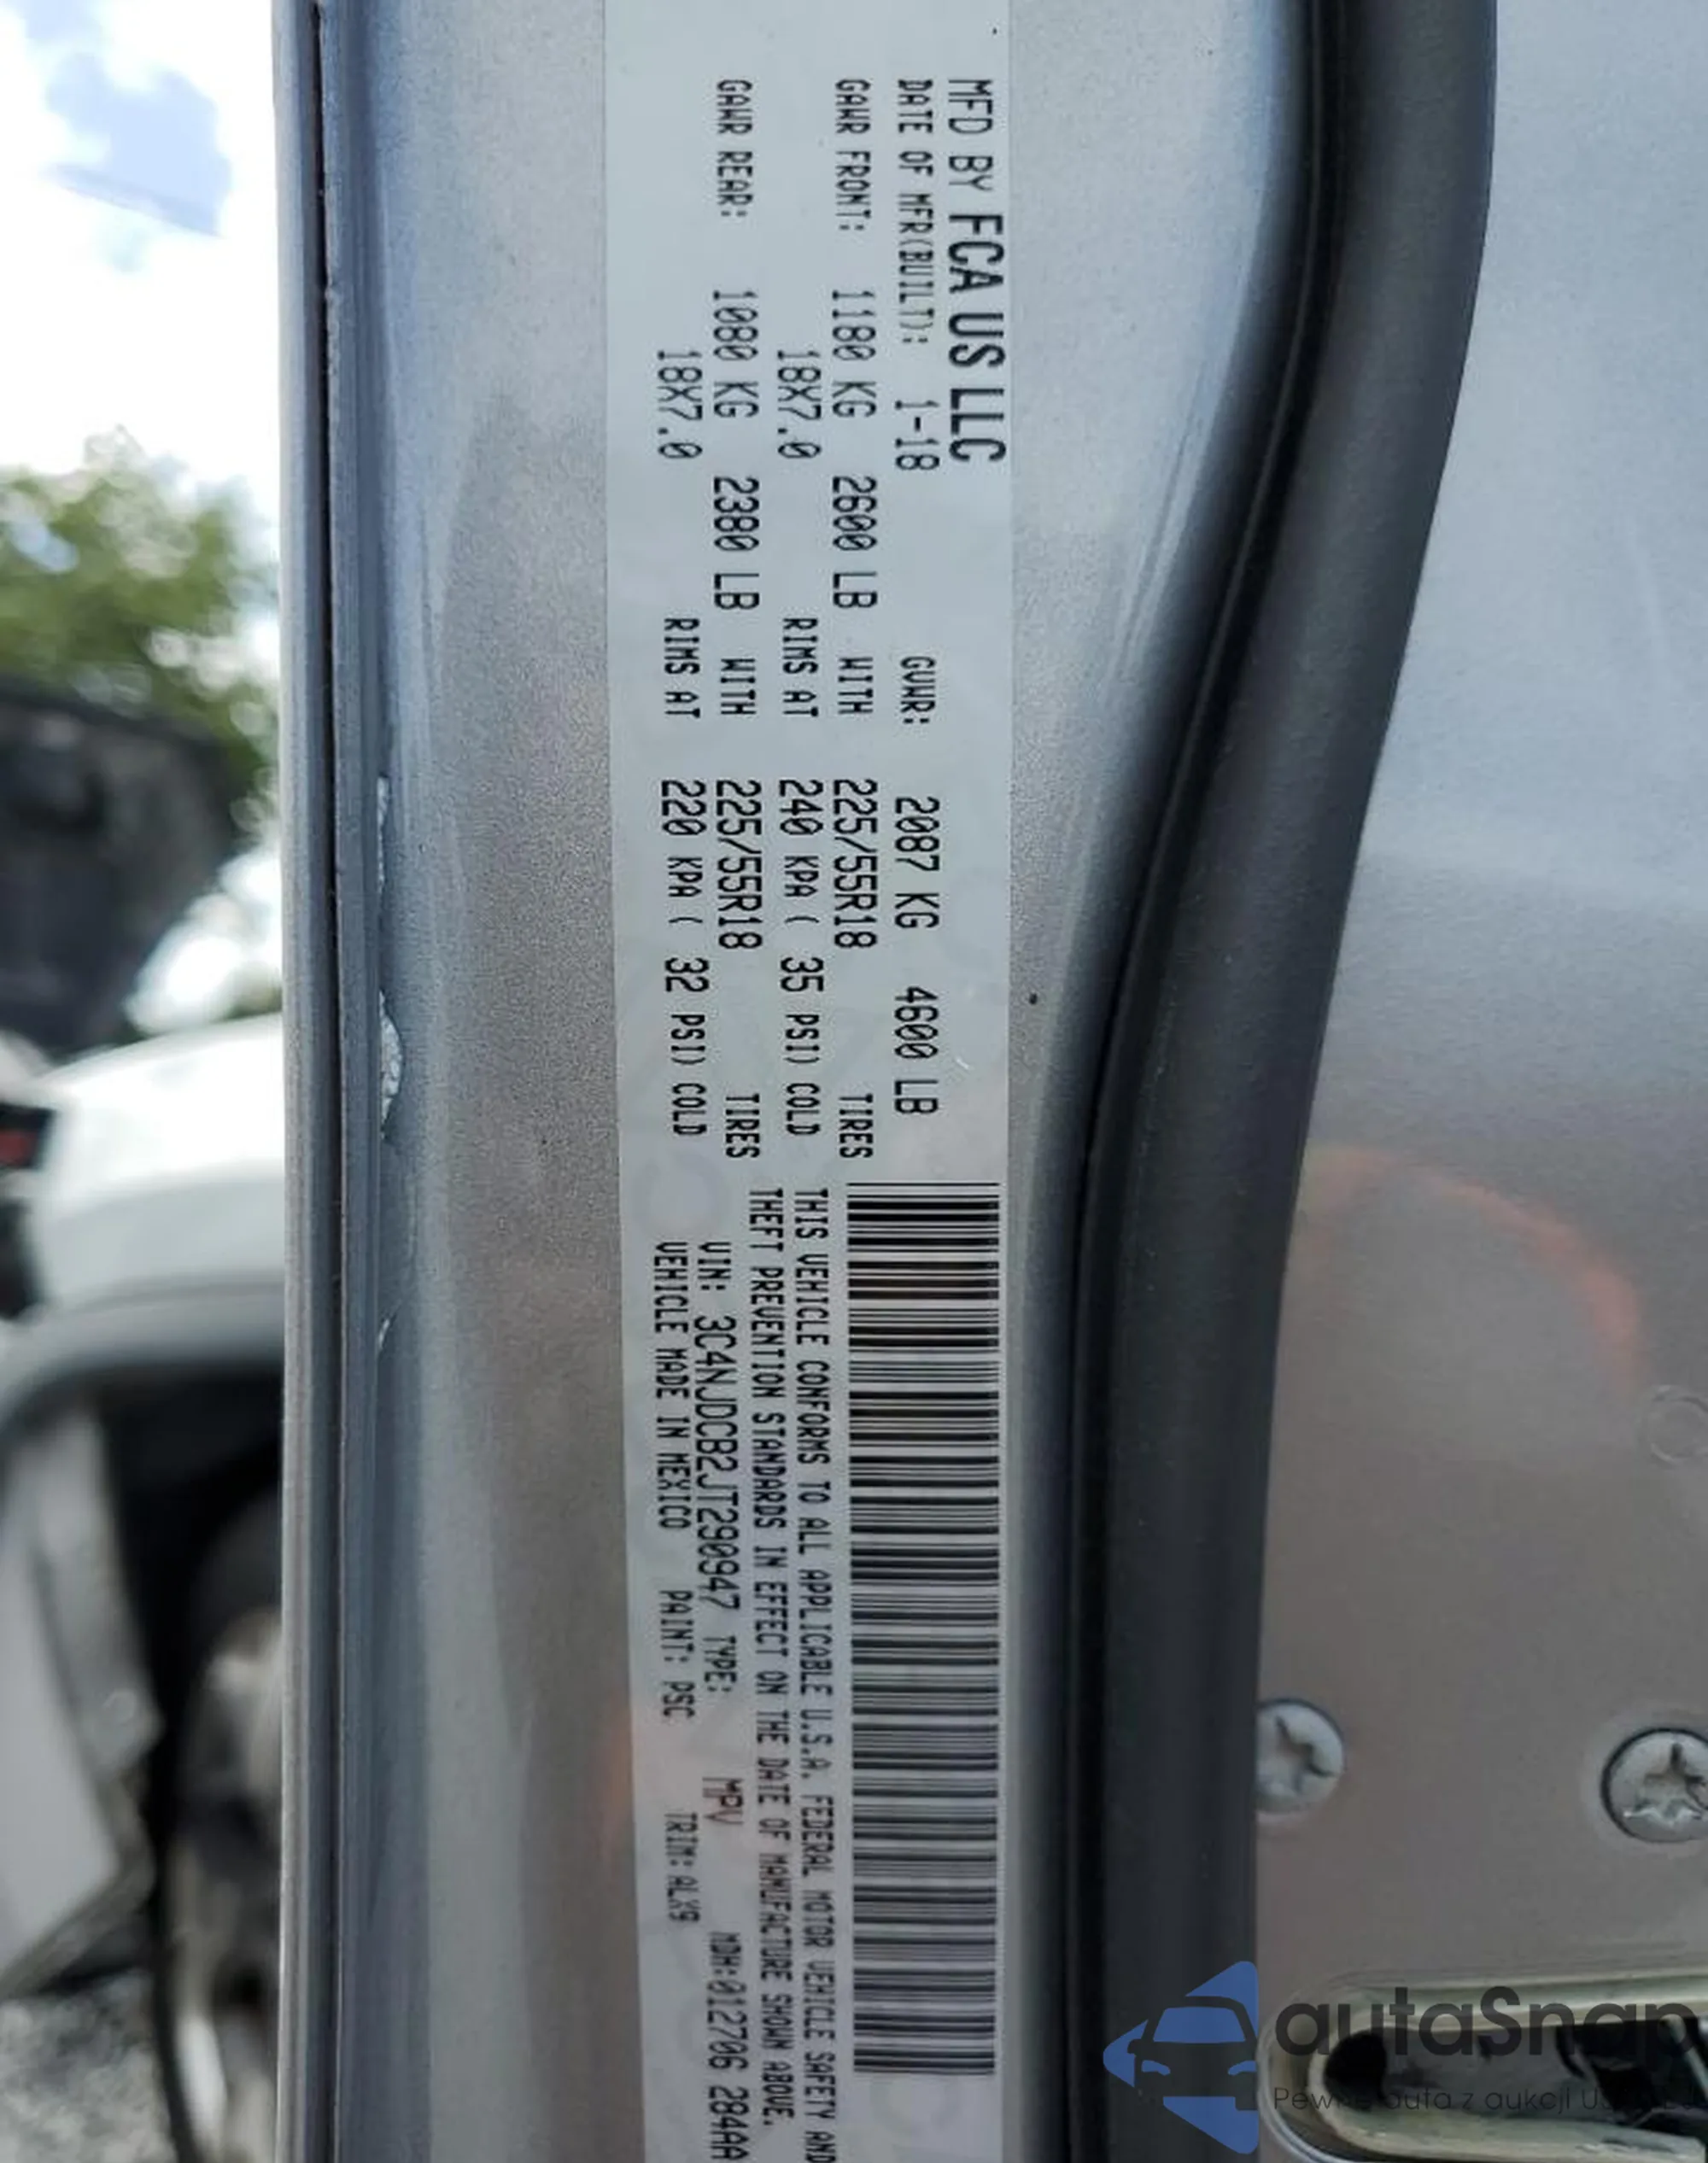 MFD BY FCA US LLC
DATE OF MFR(BUILT): 1-18 GVWR: 2087 KG 4600 LB
GAWR FRONT: 1180 KG 2600 LB WITH 225/55R18 TIRES
18X7.0 RIMS AT 240 KPA ( 35 PSI) COLD
GAWR REAR: 1080 KG 2380 LB WITH 225/55R18 TIRES
18X7.0 RIMS AT 220 KPA ( 32 PSI) COLD
THIS VEHICLE CONFORMS TO ALL APPLICABLE U.S.A. FEDERAL MOTOR VEHICLE SAFETY AND
THEFT PREVENTION STANDARDS IN EFFECT ON THE DATE OF MANUFACTURE SHOWN ABOVE.
VIN: 3C4NJDCB2JT290947 TYPE: MPV MDH:012706 284AA
VEHICLE MADE IN MEXICO PAINT: PSC TRIM: ALX9
autaSnap
auta z aukcji